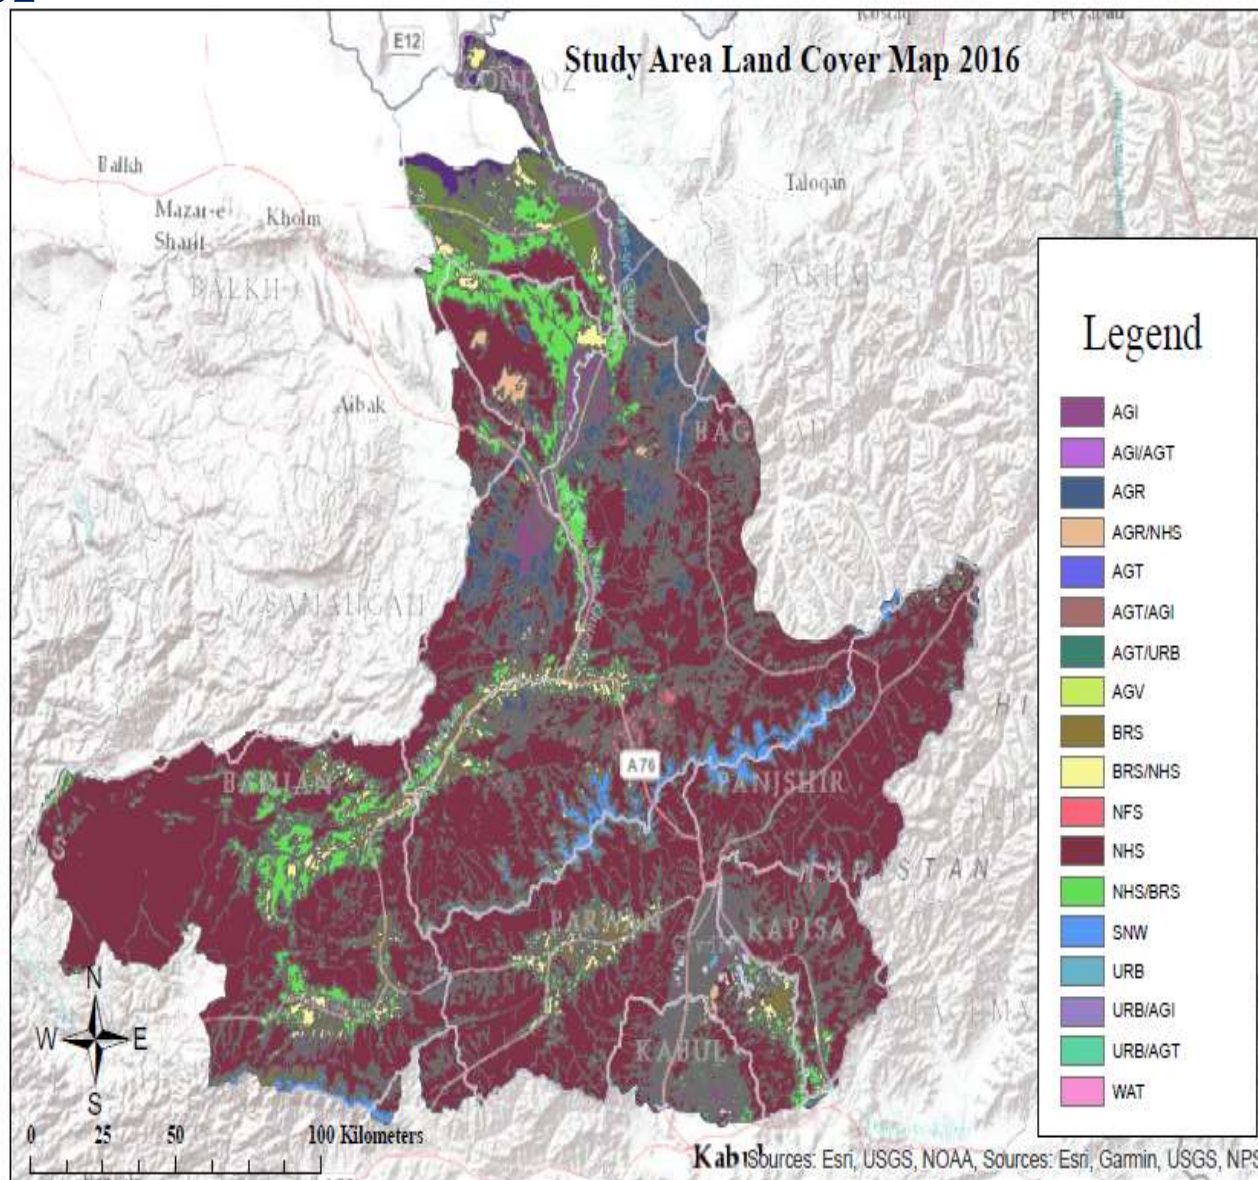 E12
Study Area Land Cover Map 2016
Balkh
Taloqan
Mazar-e
Sharif
Kholm
BALKH
TAKHAR
Legend
Aibak
AGI
AGI/AGT
AGR
AGR/NHS
AGT
AGT/AGI
AGT/URB
AGV
BRS
BRS/NHS
NFS
NHS
NHS/BRS
SNW
URB
URB/AGI
URB/AGT
WAT
A76
BAMIAN
PANJSHIR
KAPISA
KABUL
N
W
E
S
0 25 50 100 Kilometers
Sources: Esri, USGS, NOAA, Sources: Esri, Garmin, USGS, NPS